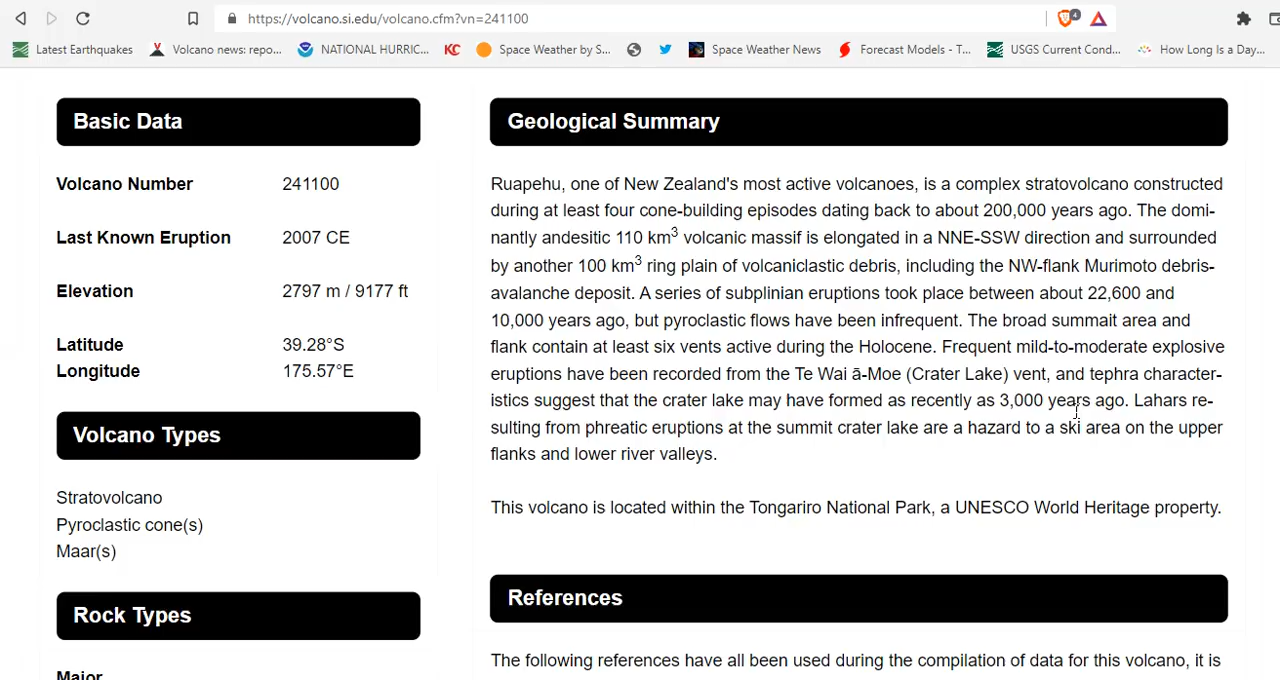 https://volcano.si.edu/volcano.cfm?vn=241100
4
Latest Earthquakes
Volcano news: repo...
NATIONAL HURRIC...
KC
Space Weather by S...
Space Weather News
Forecast Models - T...
USGS Current Cond...
How Long Is a Day...
Basic Data
Volcano Number 241100
Last Known Eruption 2007 CE
Elevation 2797 m / 9177 ft
Latitude 39.28°S
Longitude 175.57°E
Volcano Types
Stratovolcano
Pyroclastic cone(s)
Maar(s)
Rock Types
Major
Geological Summary
Ruapehu, one of New Zealand's most active volcanoes, is a complex stratovolcano constructed
during at least four cone-building episodes dating back to about 200,000 years ago. The domi-
nantly andesitic 110 km³ volcanic massif is elongated in a NNE-SSW direction and surrounded
by another 100 km³ ring plain of volcaniclastic debris, including the NW-flank Murimoto debris-
avalanche deposit. A series of subplinian eruptions took place between about 22,600 and
10,000 years ago, but pyroclastic flows have been infrequent. The broad summait area and
flank contain at least six vents active during the Holocene. Frequent mild-to-moderate explosive
eruptions have been recorded from the Te Wai ā-Moe (Crater Lake) vent, and tephra character-
istics suggest that the crater lake may have formed as recently as 3,000 years ago. Lahars re-
sulting from phreatic eruptions at the summit crater lake are a hazard to a ski area on the upper
flanks and lower river valleys.
This volcano is located within the Tongariro National Park, a UNESCO World Heritage property.
References
The following references have all been used during the compilation of data for this volcano, it is